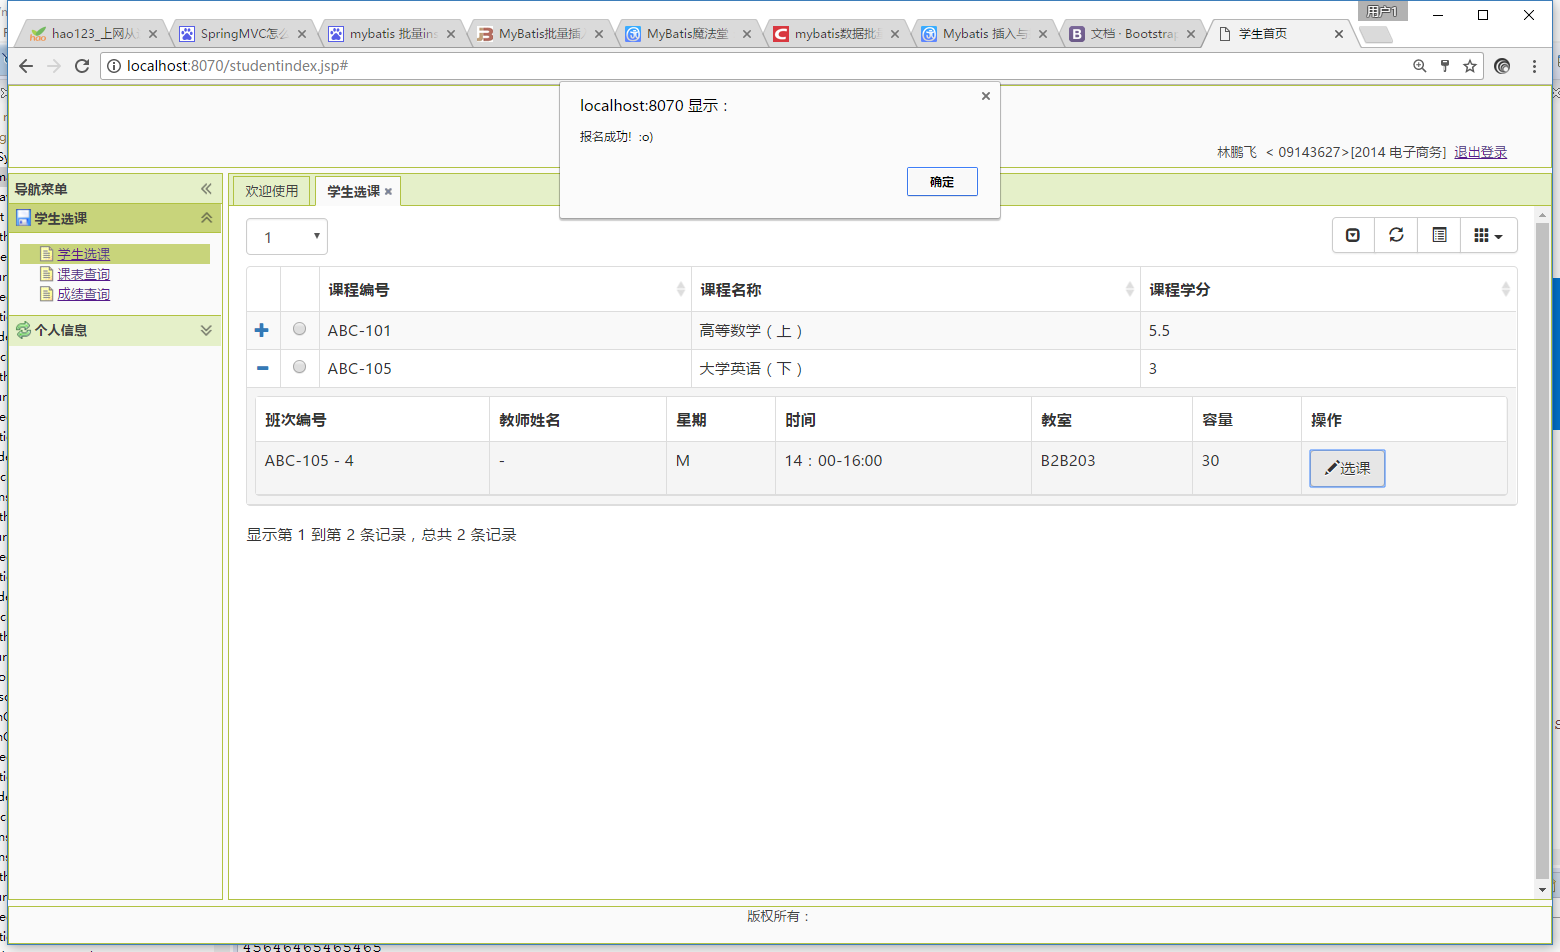 用户1
hao123_上网从
SpringMVC怎么
mybatis 批量ins
MyBatis批量插入
MyBatis魔法堂
mybatis数据批
Mybatis 插入与
文档 · Bootstrap
学生首页
localhost:8070/studentindex.jsp#
localhost:8070 显示：
报名成功! :o)
确定
林鹏飞 < 09143627>[2014 电子商务] 退出登录
导航菜单
学生选课
学生选课
课表查询
成绩查询
个人信息
欢迎使用 学生选课
1
课程编号 课程名称 课程学分
ABC-101 高等数学（上） 5.5
ABC-105 大学英语（下） 3
班次编号 教师姓名 星期 时间 教室 容量 操作
ABC-105 - 4 - M 14：00-16:00 B2B203 30 选课
显示第 1 到第 2 条记录，总共 2 条记录
版权所有：
45646465465465